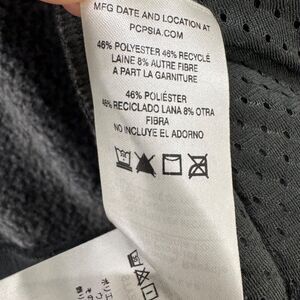 MFG DATE AND LOCATION AT
PCPSIA.COM
46% POLYESTER 46% RECYCLÉ
LAINE 8% AUTRE FIBRE
A PART LA GARNITURE
46% POLIÉSTER
46% RECICLADO LANA 8% OTRA
FIBRA
NO INCLUYE EL ADORNO